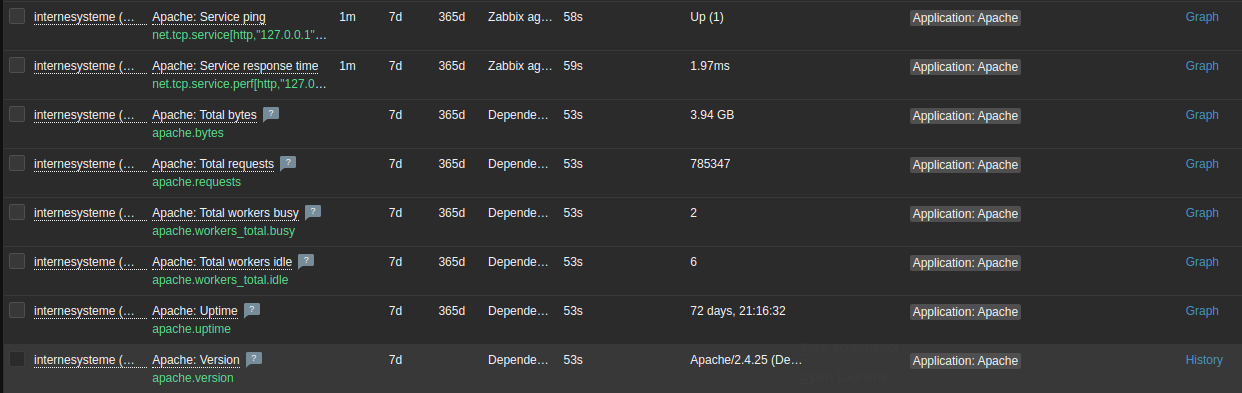 internesysteme (... Apache: Service ping 1m 7d 365d Zabbix ag... 58s Up (1) Application: Apache Graph
net.tcp.service[http,"127.0.0.1"...
internesysteme (... Apache: Service response time 1m 7d 365d Zabbix ag... 59s 1.97ms Application: Apache Graph
net.tcp.service.perf[http,"127.0...
internesysteme (... Apache: Total bytes ? 7d 365d Depende... 53s 3.94 GB Application: Apache Graph
apache.bytes
internesysteme (... Apache: Total requests ? 7d 365d Depende... 53s 785347 Application: Apache Graph
apache.requests
internesysteme (... Apache: Total workers busy ? 7d 365d Depende... 53s 2 Application: Apache Graph
apache.workers_total.busy
internesysteme (... Apache: Total workers idle ? 7d 365d Depende... 53s 6 Application: Apache Graph
apache.workers_total.idle
internesysteme (... Apache: Uptime ? 7d 365d Depende... 53s 72 days, 21:16:32 Application: Apache Graph
apache.uptime
internesysteme (... Apache: Version ? 7d Depende... 53s Apache/2.4.25 (De... Application: Apache History
apache.version